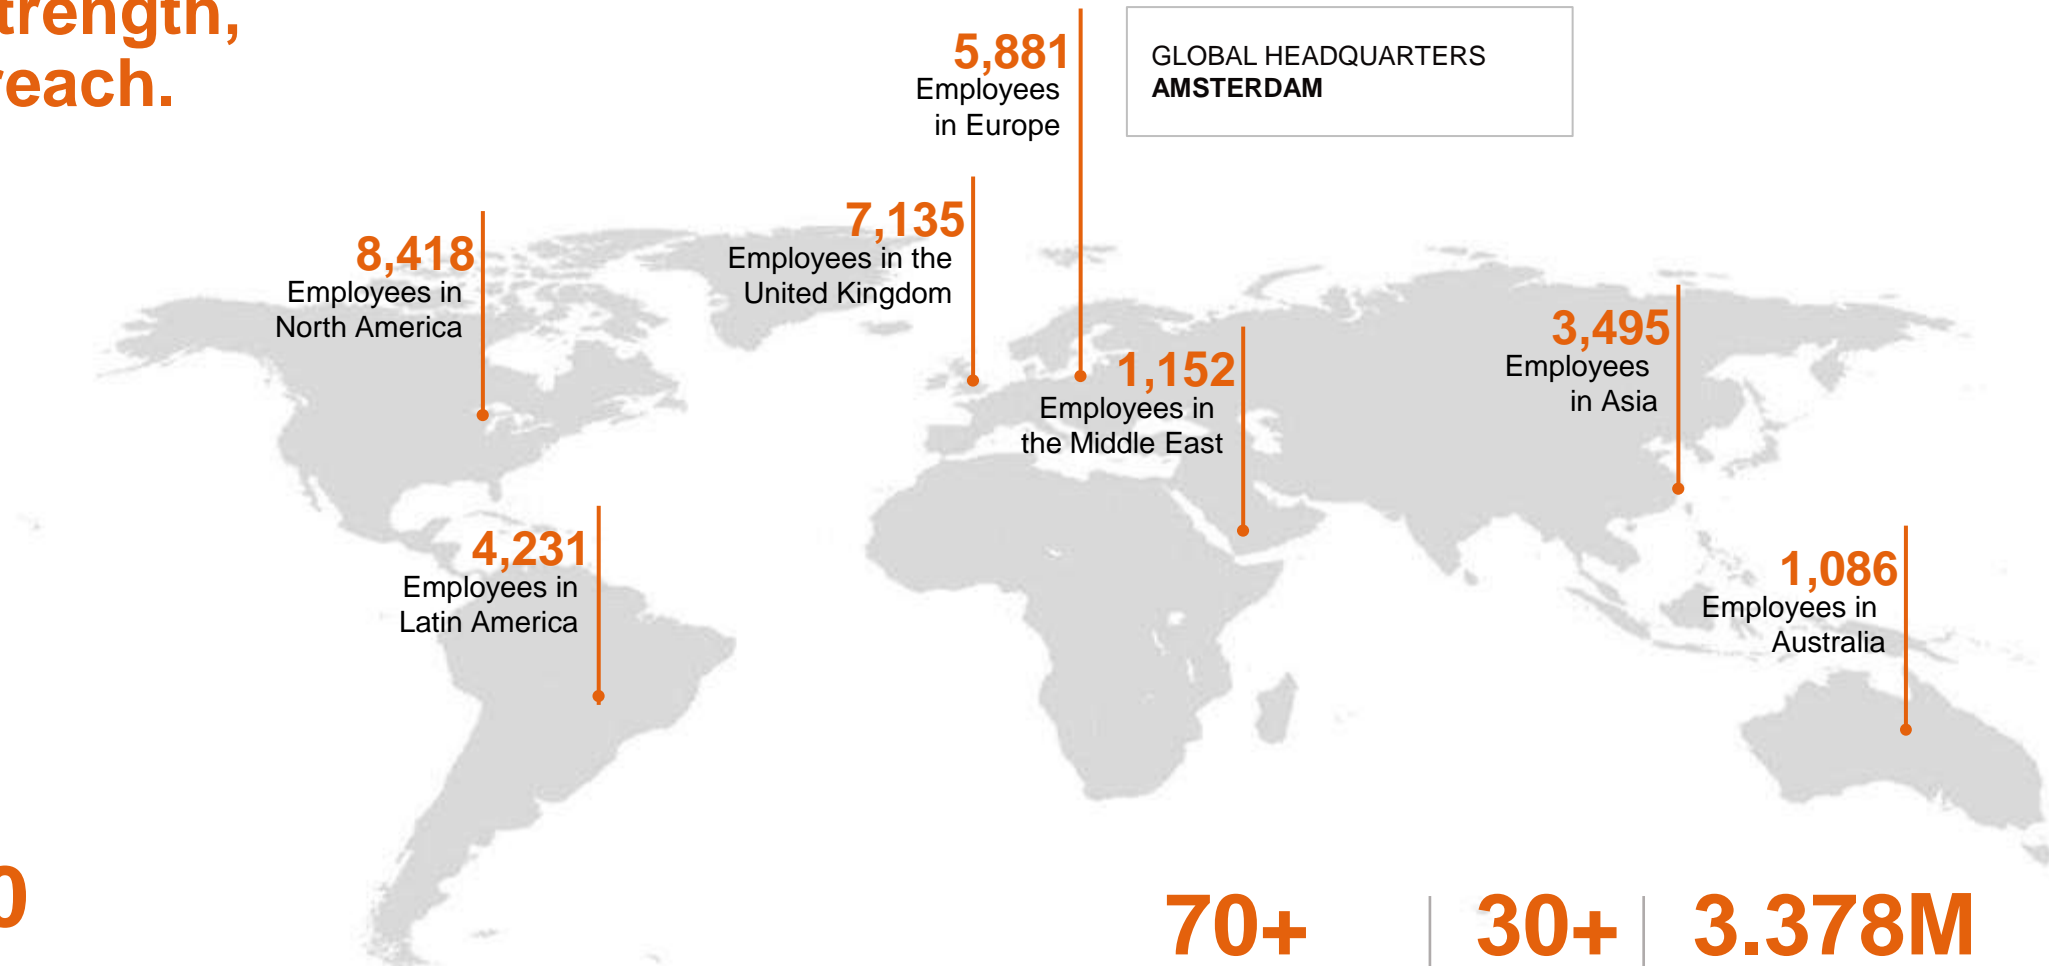 trength,
reach.
5,881
Employees
in Europe
GLOBAL HEADQUARTERS
AMSTERDAM
7,135
Employees in the
United Kingdom
8,418
Employees in
North America
1,152
Employees in
the Middle East
3,495
Employees
in Asia
4,231
Employees in
Latin America
1,086
Employees in
Australia
0
70+
30+
3.378M